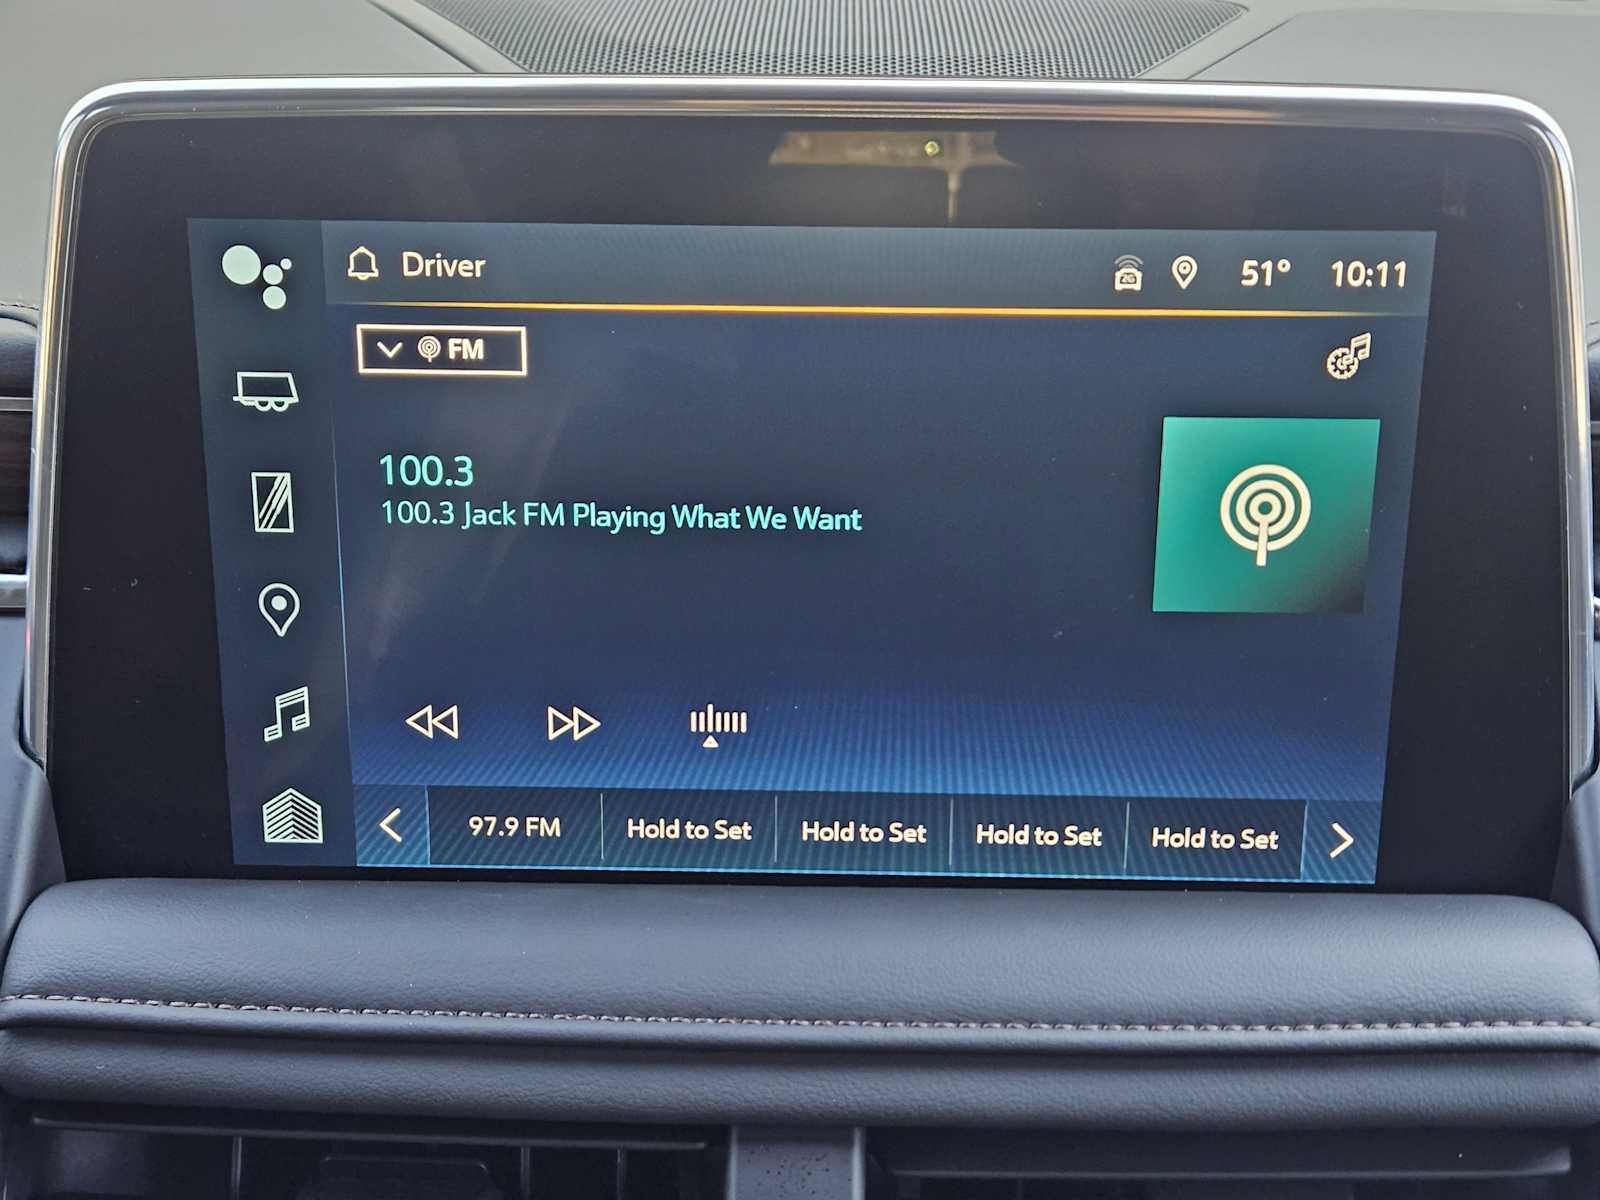 Driver
51° 10:11
FM
100.3
100.3 Jack FM Playing What We Want
97.9 FM Hold to Set Hold to Set Hold to Set Hold to Set